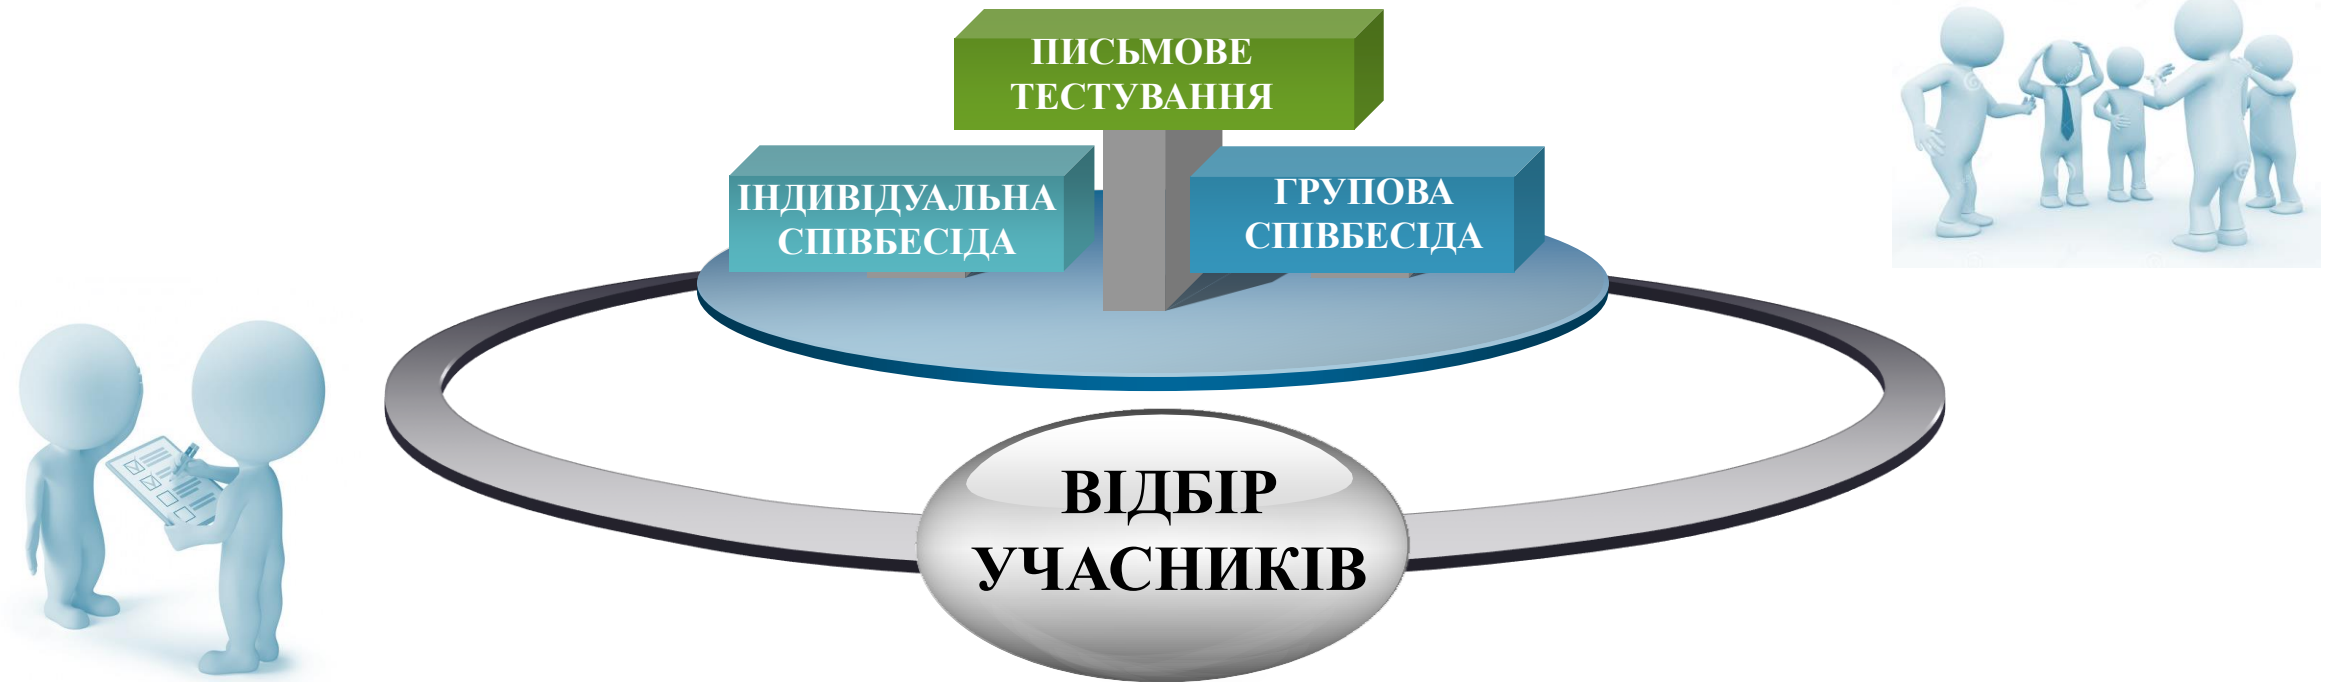 ПИСЬМОВЕ
ТЕСТУВАННЯ
ІНДИВІДУАЛЬНА
СПІВБЕСІДА
ГРУПОВА
СПІВБЕСІДА
ВІДБІР
УЧАСНИКІВ